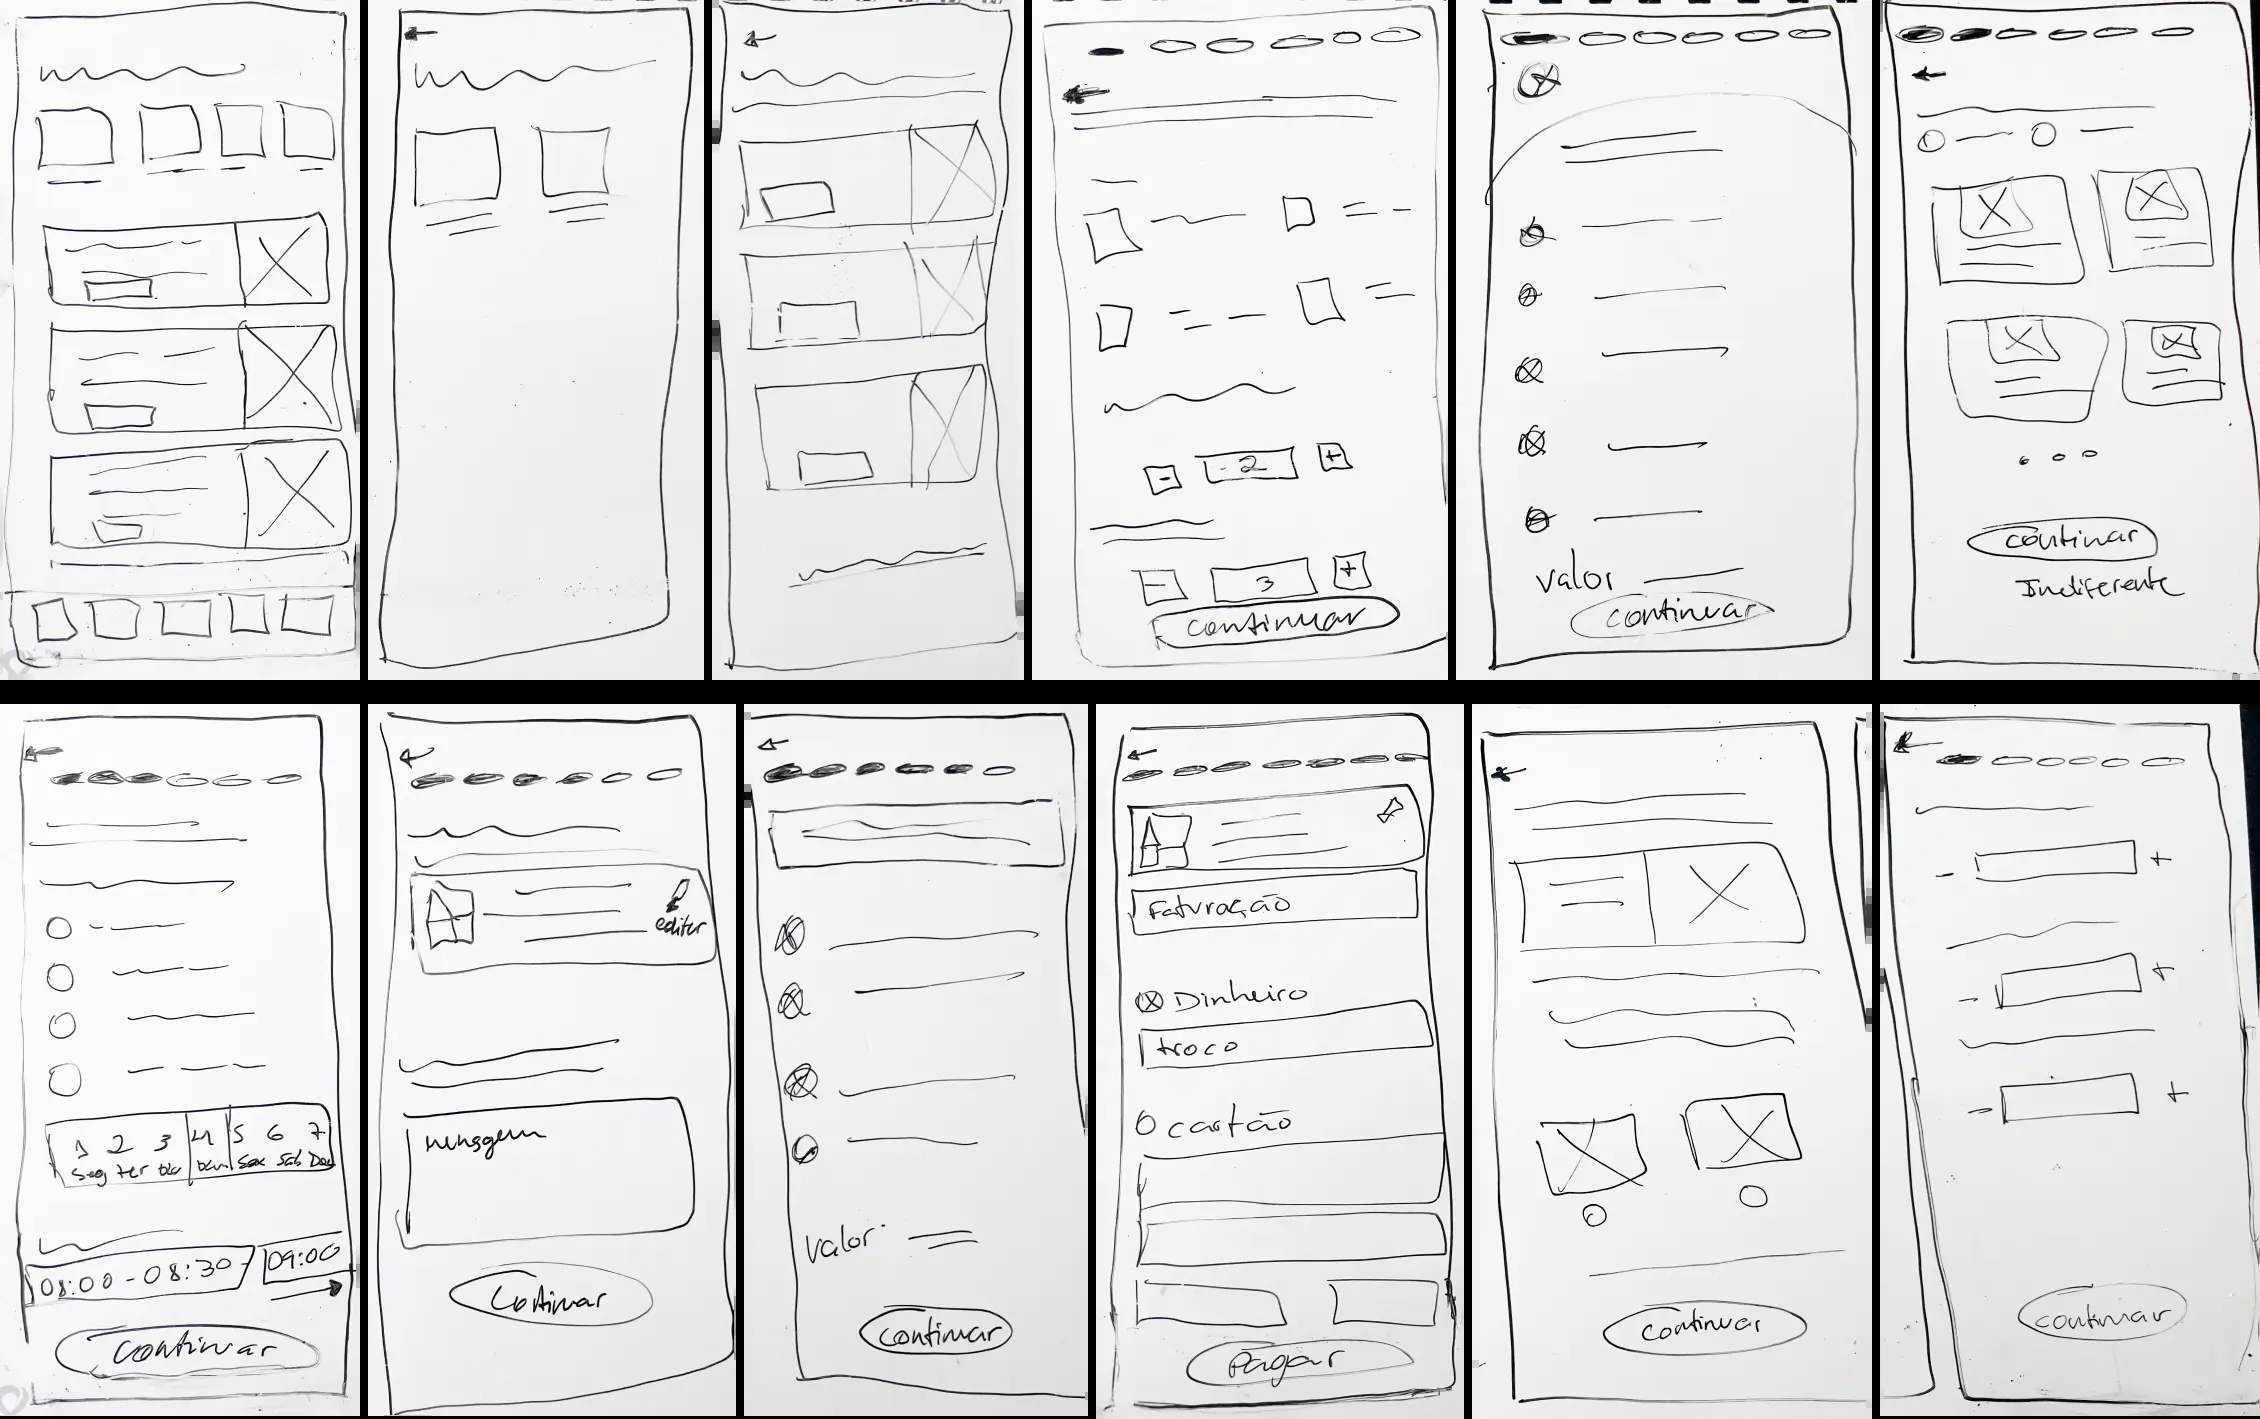 2
3
continuar
valor
continuar
continuar
Indiferente
1 2 3 4 5 6 7
Seg Ter Sex Sab Dom
08:00 - 08:30 09:00
continuar
editar
mensagem
Continuar
valor
continuar
Faturação
Dinheiro
troco
cartão
Pagar
continuar
continuar